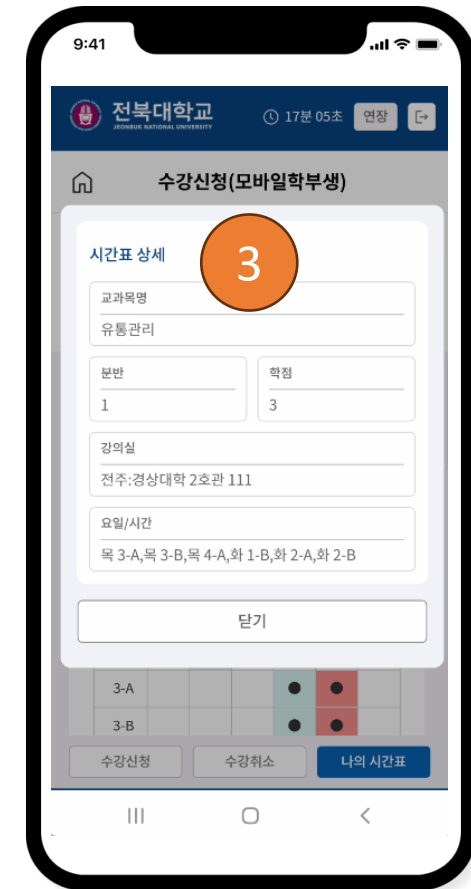 9:41
전북대학교
JEONBUK NATIONAL UNIVERSITY
17분 05초
연장
수강신청(모바일학부생)
시간표 상세
3
교과목명
유통관리
분반
학점
1
3
강의실
전주:경상대학 2호관 111
요일/시간
목 3-A,목 3-B,목 4-A,화 1-B,화 2-A,화 2-B
닫기
3-A
3-B
수강신청
수강취소
나의 시간표